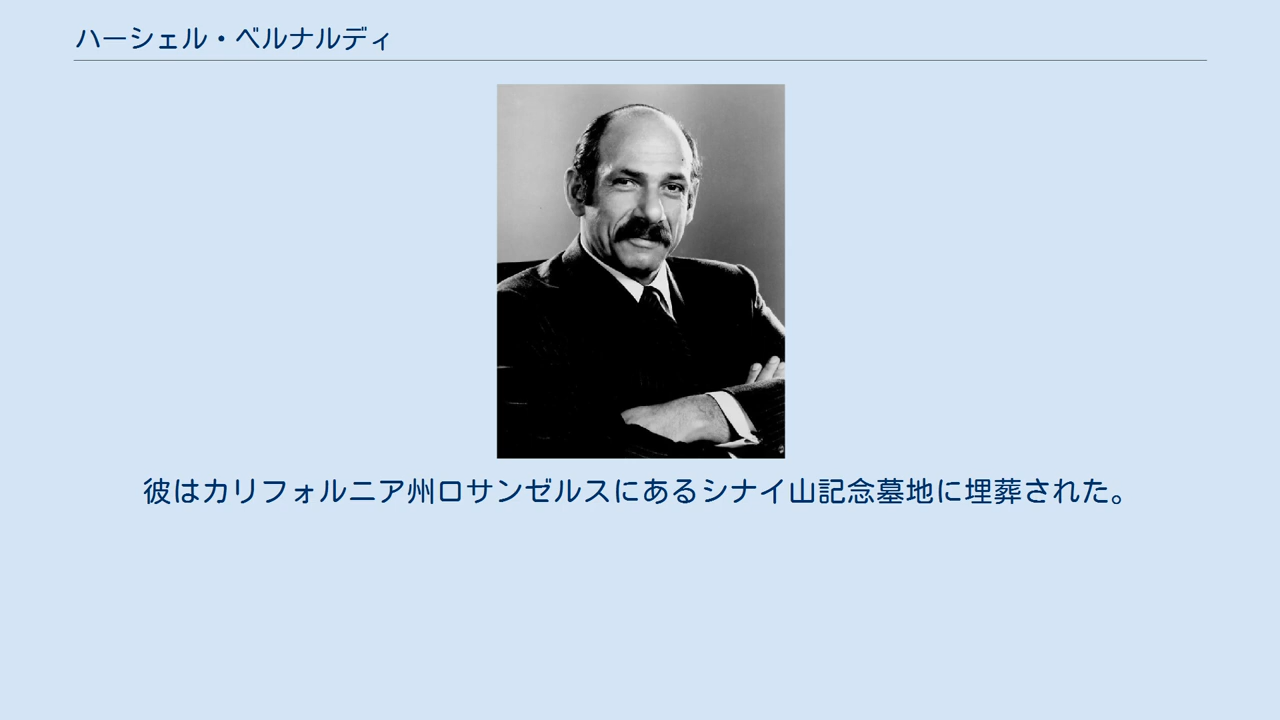 ハーシェル・ベルナルディ
彼はカリフォルニア州ロサンゼルスにあるシナイ山記念墓地に埋葬された。